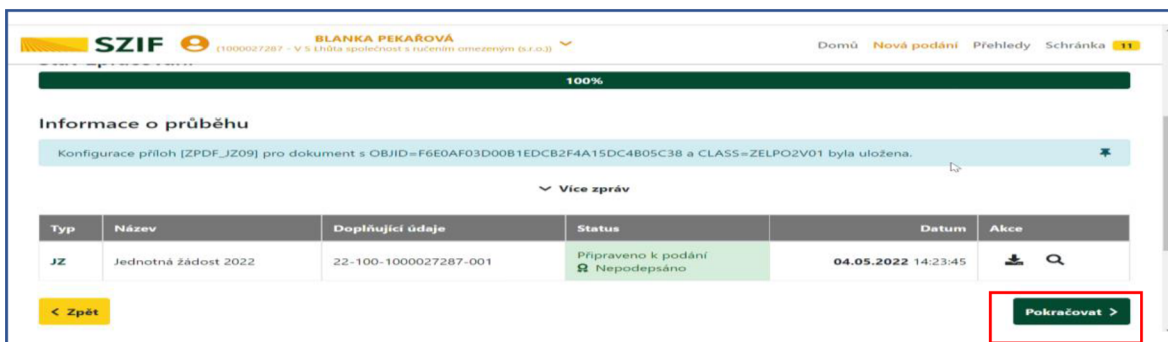 SZIF
BLANKA PEKAŘOVÁ
(1000027287 - V S Lhůta společnost s ručením omezeným (s.r.o.))
Domů Nová podání Přehledy Schránka 11
100%
Informace o průběhu
Konfigurace příloh [ZPDF_JZ09] pro dokument s OBJID=F6E0AF03D00B1EDCB2F4A15DC4B05C38 a CLASS=ZELPO2V01 byla uložena.
Více zpráv
Typ Název Doplňující údaje Status Datum Akce
JZ Jednotná žádost 2022 22-100-1000027287-001 Připraveno k podání 04.05.2022 14:23:45
Nepodepsáno
< Zpět
Pokračovat >